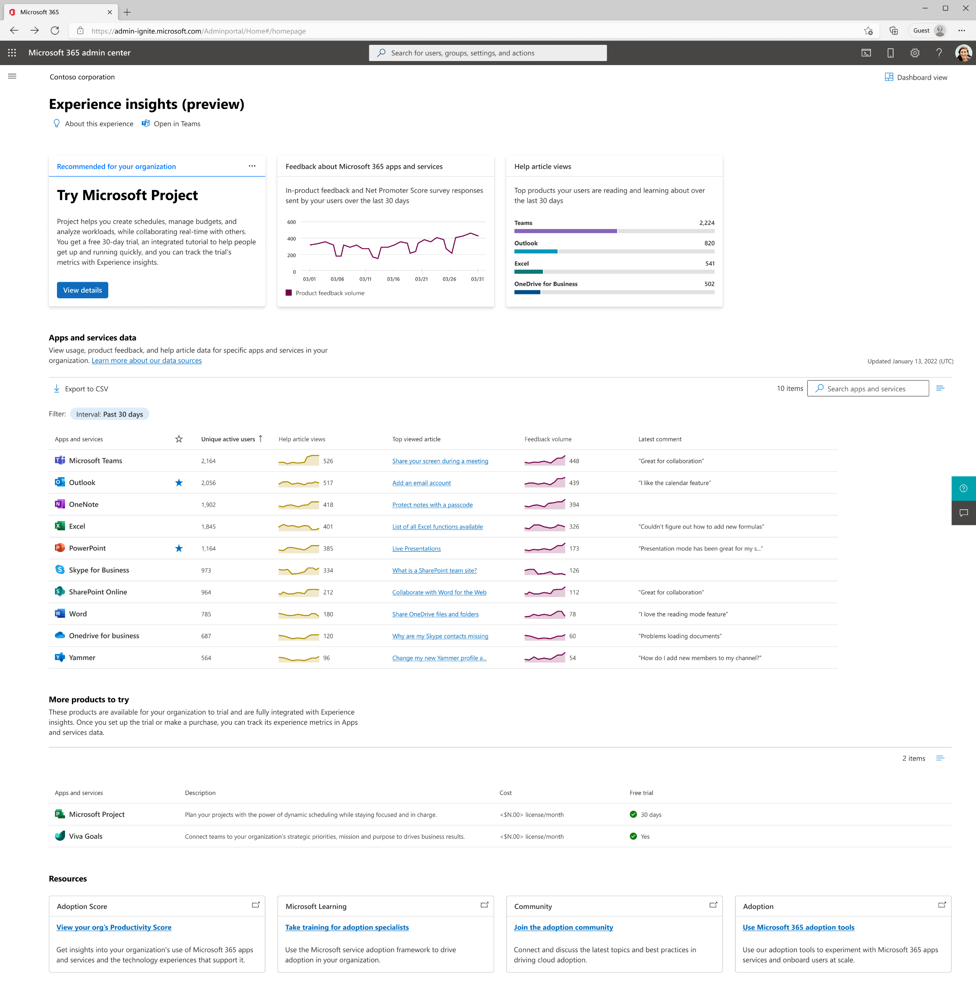 Microsoft 365
https://admin-ignite.microsoft.com/Adminportal/Home#/homepage
Guest
Microsoft 365 admin center
Search for users, groups, settings, and actions
Contoso corporation
Dashboard view
Experience insights (preview)
About this experience
Open in Teams
Recommended for your organization
Try Microsoft Project
Project helps you create schedules, manage budgets, and
analyze workloads, while collaborating real-time with others.
You get a free 30-day trial, an integrated tutorial to help people
get up and running quickly, and you can track the trial's
metrics with Experience insights.
View details
Feedback about Microsoft 365 apps and services
In-product feedback and Net Promoter Score survey responses
sent by your users over the last 30 days
600
400
200
0
03/01 03/06 03/11 03/16 03/21 03/26 03/31
Product feedback volume
Help article views
Top products your users are reading and learning about over
the last 30 days
Teams 2,224
Outlook 820
Excel 541
OneDrive for Business 502
Apps and services data
View usage, product feedback, and help article data for specific apps and services in your
organization. Learn more about our data sources
Updated January 13, 2022 (UTC)
Export to CSV
10 items
Search apps and services
Filter: Interval: Past 30 days
Apps and services Unique active users Help article views Top viewed article Feedback volume Latest comment
Microsoft Teams 2,164 526 Share your screen during a meeting 448 "Great for collaboration"
Outlook 2,056 517 Add an email account 439 "I like the calendar feature"
OneNote 1,902 418 Protect notes with a passcode 394
Excel 1,845 401 List of all Excel functions available 326 "Couldn't figure out how to add new formulas"
PowerPoint 1,164 385 Live Presentations 173 "Presentation mode has been great for my s..."
Skype for Business 973 334 What is a SharePoint team site? 126
SharePoint Online 964 212 Collaborate with Word for the Web 112 "Great for collaboration"
Word 785 180 Share OneDrive files and folders 78 "I love the reading mode feature"
Onedrive for business 687 120 Why are my Skype contacts missing 60 "Problems loading documents"
Yammer 564 96 Change my new Yammer profile a... 54 "How do I add new members to my channel?"
More products to try
These products are available for your organization to trial and are fully integrated with Experience
insights. Once you set up the trial or make a purchase, you can track its experience metrics in Apps
and services data.
2 items
Apps and services Description Cost Free trial
Microsoft Project Plan your projects with the power of dynamic scheduling while staying focused and in charge. <$N.00> license/month 30 days
Viva Goals Connect teams to your organization's strategic priorities, mission and purpose to drives business results. <$N.00> license/month Yes
Resources
Adoption Score
View your org's Productivity Score
Get insights into your organization's use of Microsoft 365 apps
and services and the technology experiences that support it.
Microsoft Learning
Take training for adoption specialists
Use the Microsoft service adoption framework to drive
adoption in your organization.
Community
Join the adoption community
Connect and discuss the latest topics and best practices in
driving cloud adoption.
Adoption
Use Microsoft 365 adoption tools
Use our adoption tools to experiment with Microsoft 365 apps
services and onboard users at scale.